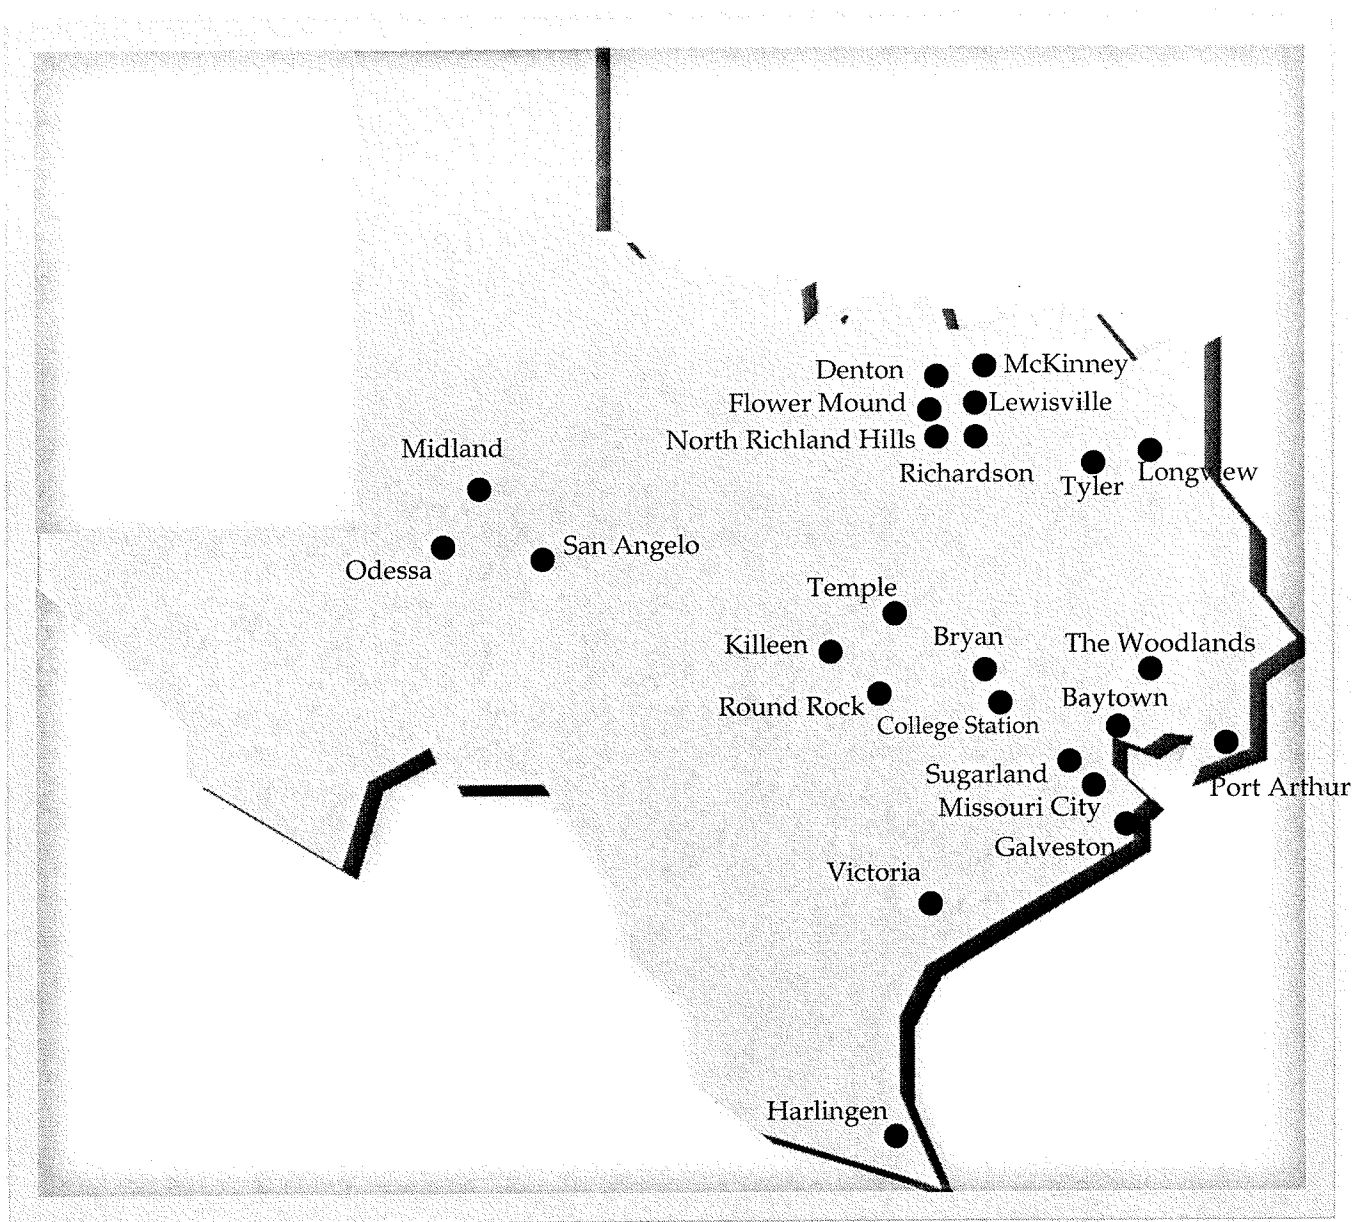 Denton
McKinney
Flower Mound
Lewisville
North Richland Hills
Richardson
Midland
Tyler
Longview
Odessa
San Angelo
Temple
Killeen
Bryan
The Woodlands
Round Rock
College Station
Baytown
Sugarland
Missouri City
Port Arthur
Galveston
Victoria
Harlingen